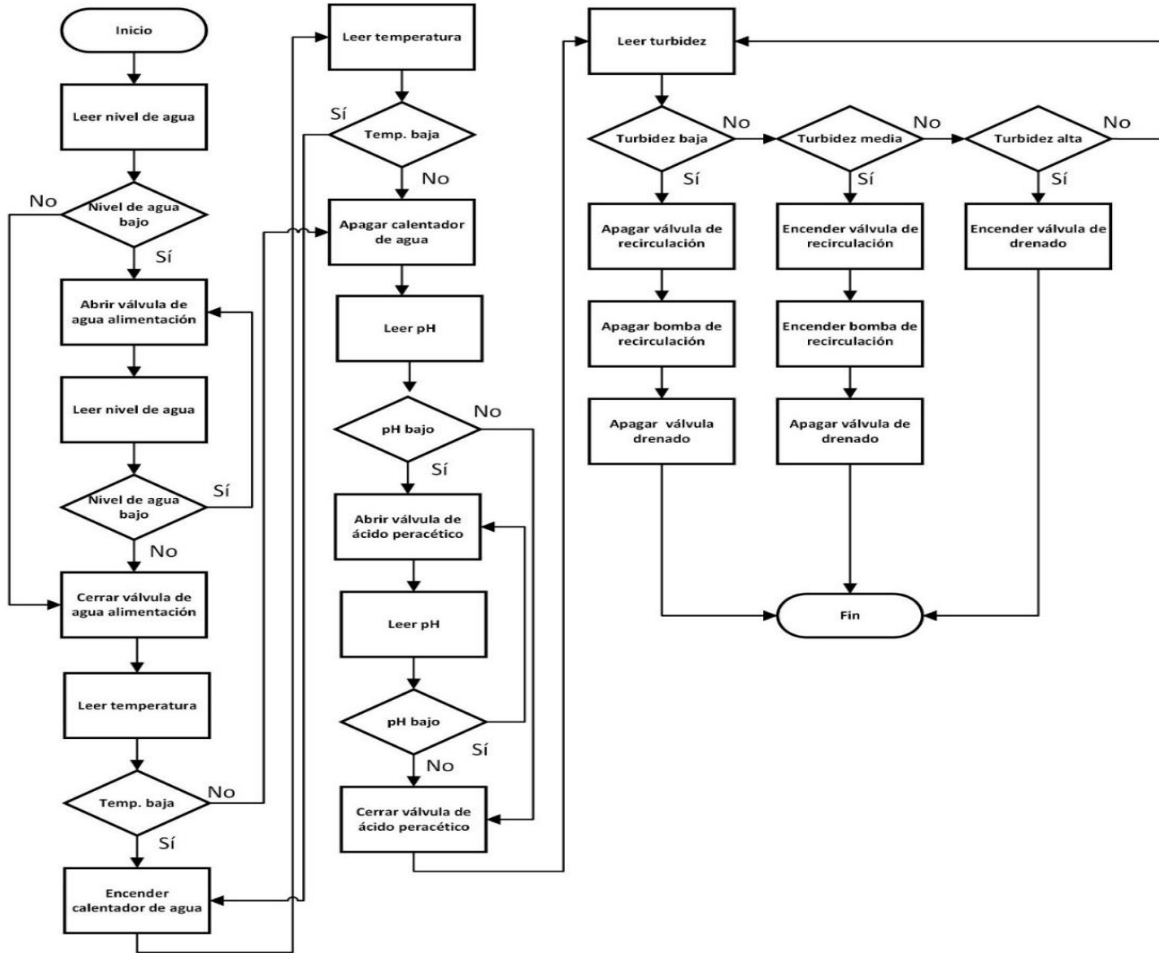 Inicio
Leer nivel de agua
No
Nivel de agua
bajo
Sí
Abrir válvula de
agua alimentación
Leer nivel de agua
Nivel de agua
bajo
Sí
No
Cerrar válvula de
agua alimentación
Leer temperatura
Temp. baja
No
Sí
Encender
calentador de agua
Leer temperatura
Sí
Temp. baja
No
Apagar calentador
de agua
Leer pH
No
pH bajo
Sí
Abrir válvula de
ácido peracético
Leer pH
pH bajo
Sí
No
Cerrar válvula de
ácido peracético
Leer turbidez
Turbidez baja
No
Sí
Apagar válvula de
recirculación
Apagar bomba de
recirculación
Apagar válvula
drenado
Turbidez media
No
Sí
Encender válvula de
recirculación
Encender bomba de
recirculación
Apagar válvula de
drenado
Turbidez alta
No
Sí
Encender válvula de
drenado
Fin